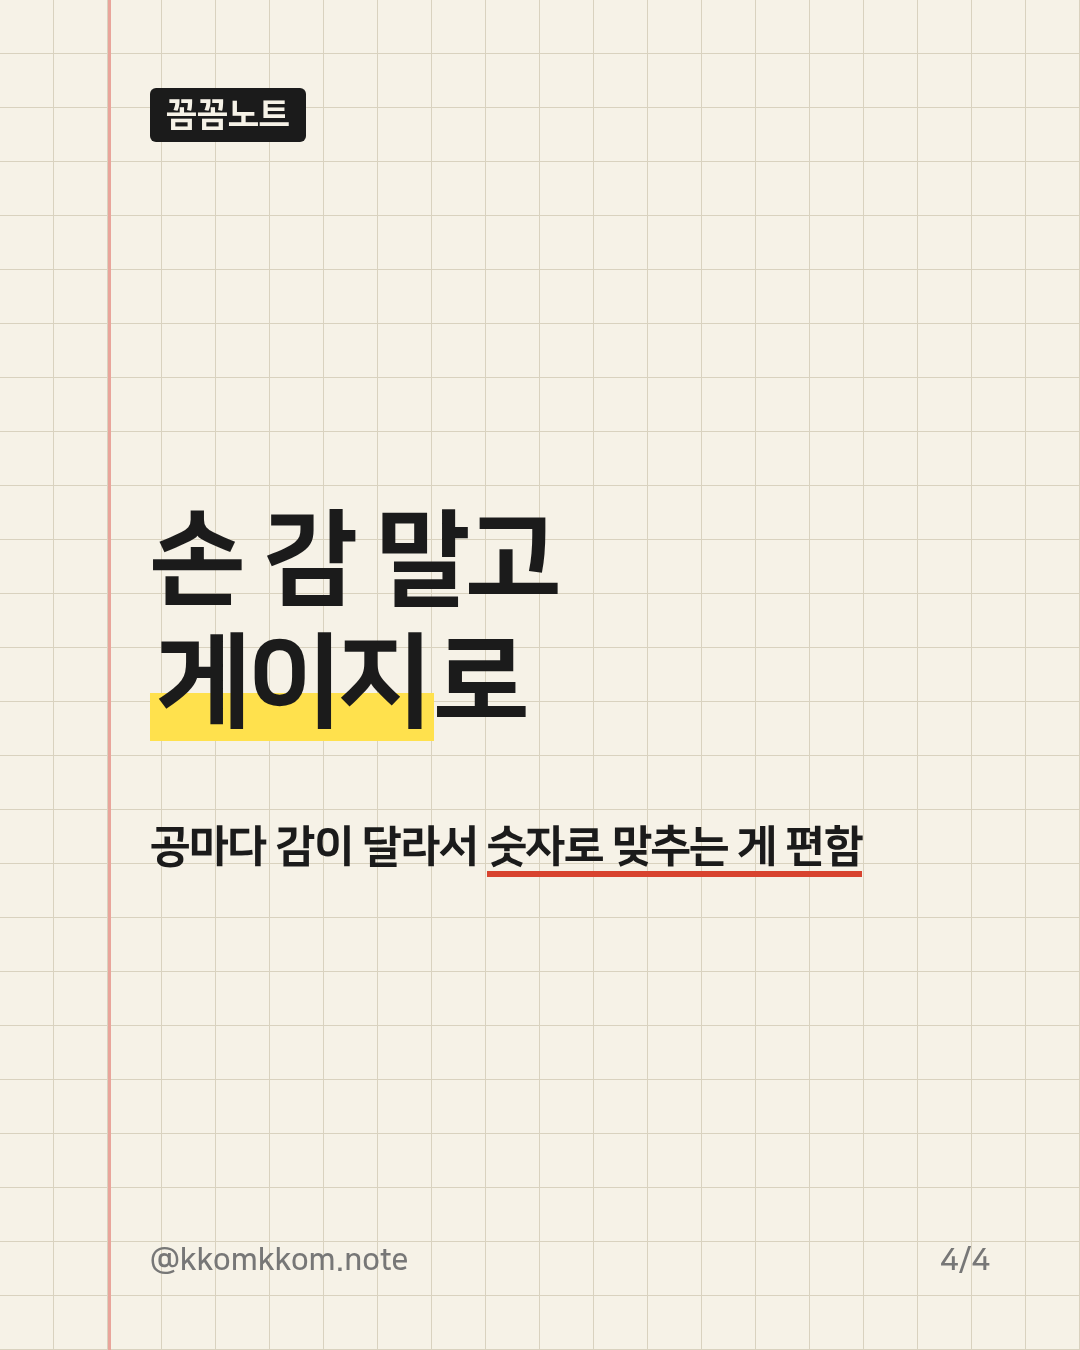 꼼꼼노트
손 감 말고
게이지로
공마다 감이 달라서 숫자로 맞추는 게 편함
@kkomkkom.note
4/4